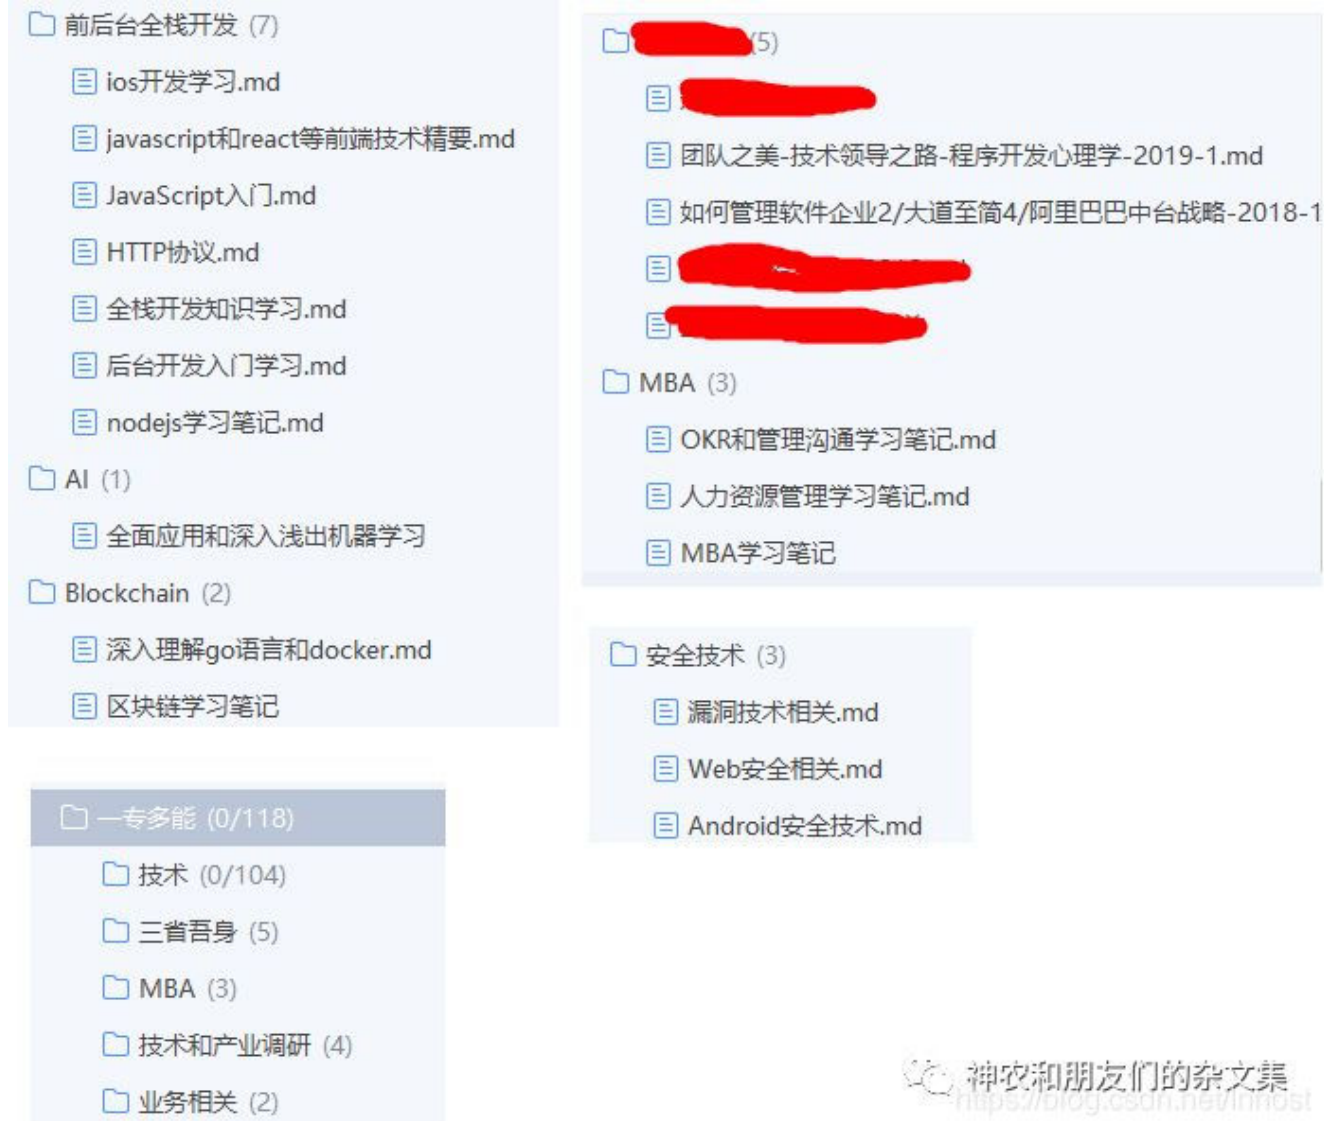 前后台全栈开发 (7)
ios开发学习.md
javascript和react等前端技术精要.md
JavaScript入门.md
HTTP协议.md
全栈开发知识学习.md
后台开发入门学习.md
nodejs学习笔记.md
AI (1)
全面应用和深入浅出机器学习
Blockchain (2)
深入理解go语言和docker.md
区块链学习笔记
一专多能 (0/118)
技术 (0/104)
三省吾身 (5)
MBA (3)
技术和产业调研 (4)
业务相关 (2)
(5)
团队之美-技术领导之路-程序开发心理学-2019-1.md
如何管理软件企业2/大道至简4/阿里巴巴中台战略-2018-1
MBA (3)
OKR和管理沟通学习笔记.md
人力资源管理学习笔记.md
MBA学习笔记
安全技术 (3)
漏洞技术相关.md
Web安全相关.md
Android安全技术.md
神农和朋友们的杂文集
https://blog.csdn.net/inhost